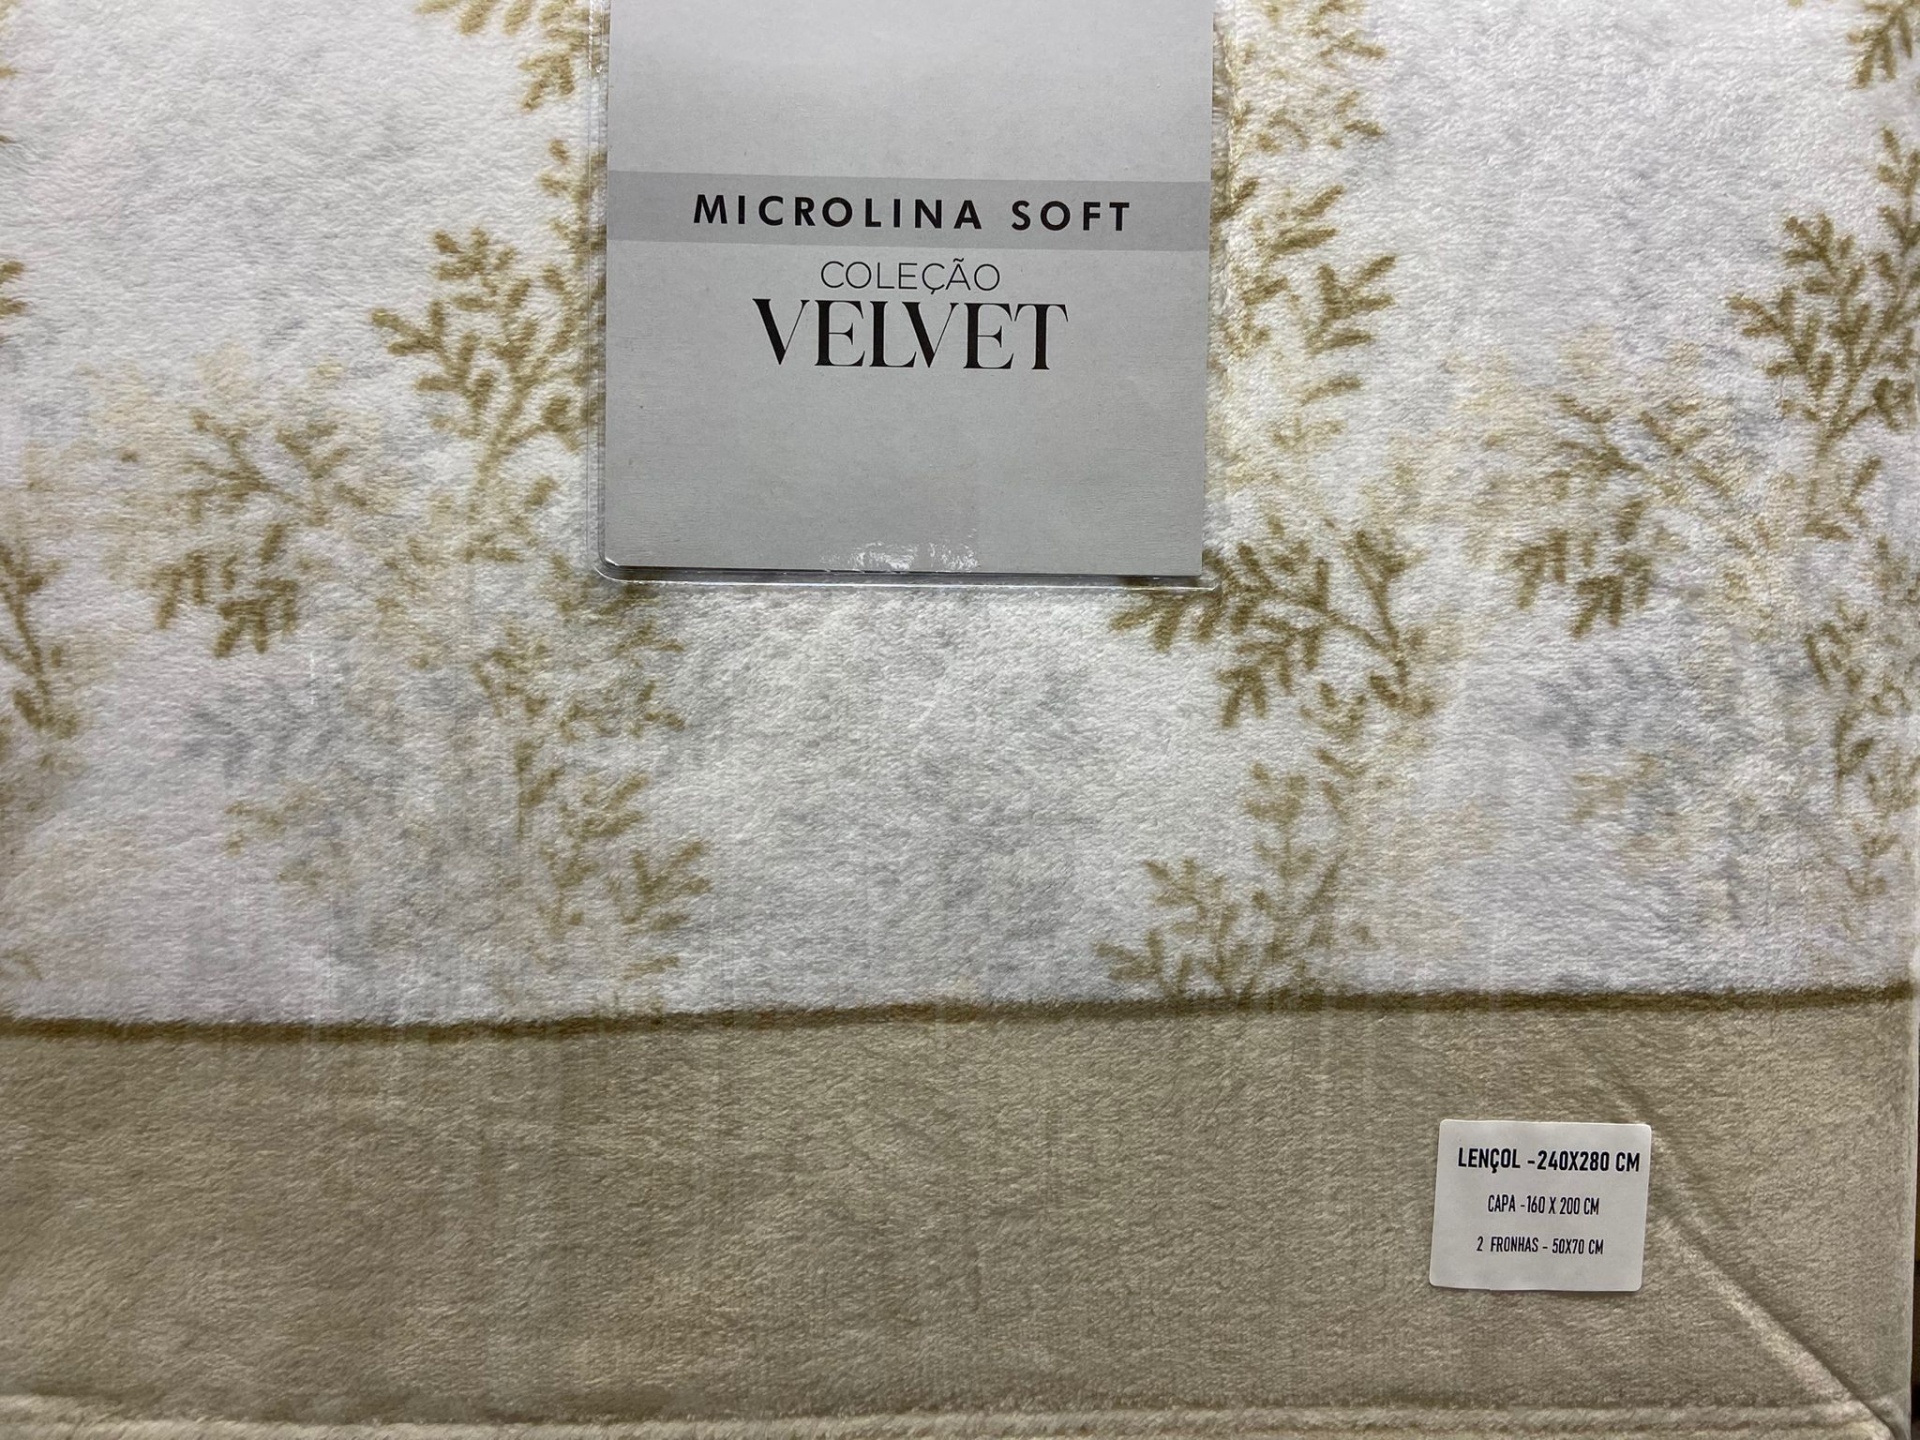 MICROLINA SOFT
COLEÇÃO
VELVET
LENÇOL -240X280 CM
CAPA -160 X 200 CM
2 FRONHAS - 50X70 CM